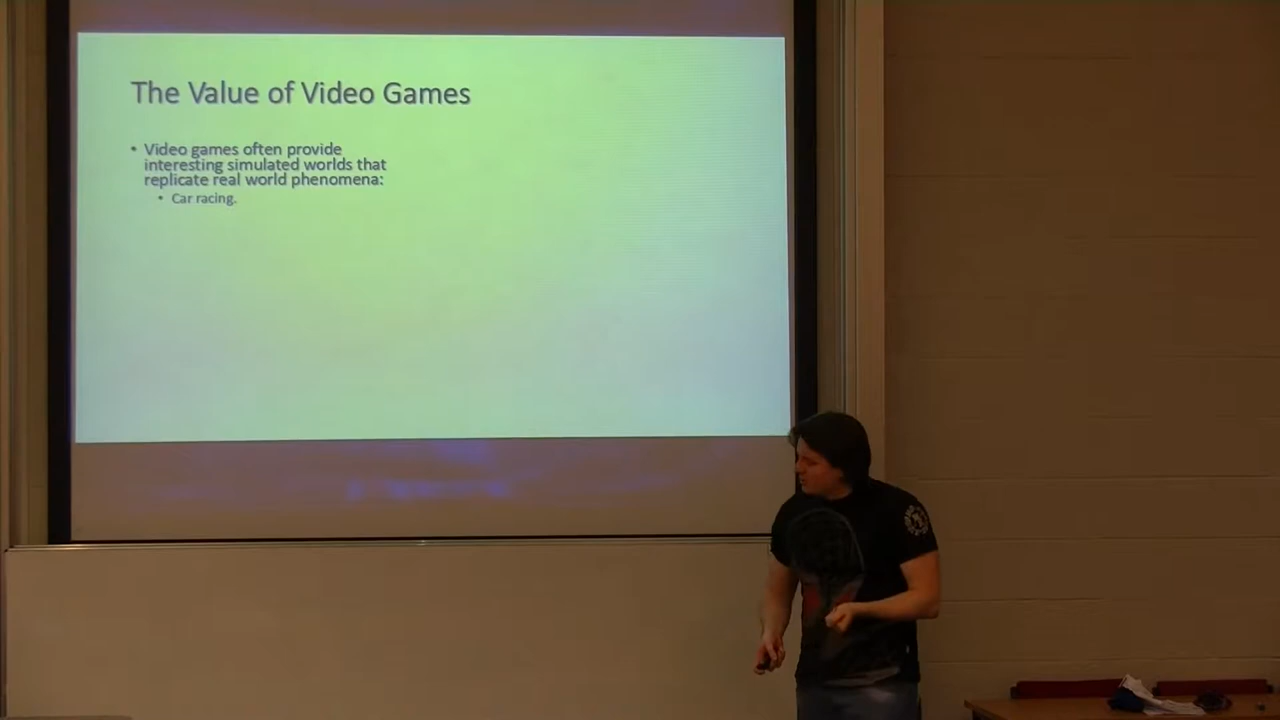 The Value of Video Games
• Video games often provide
interesting simulated worlds that
replicate real world phenomena:
• Car racing.